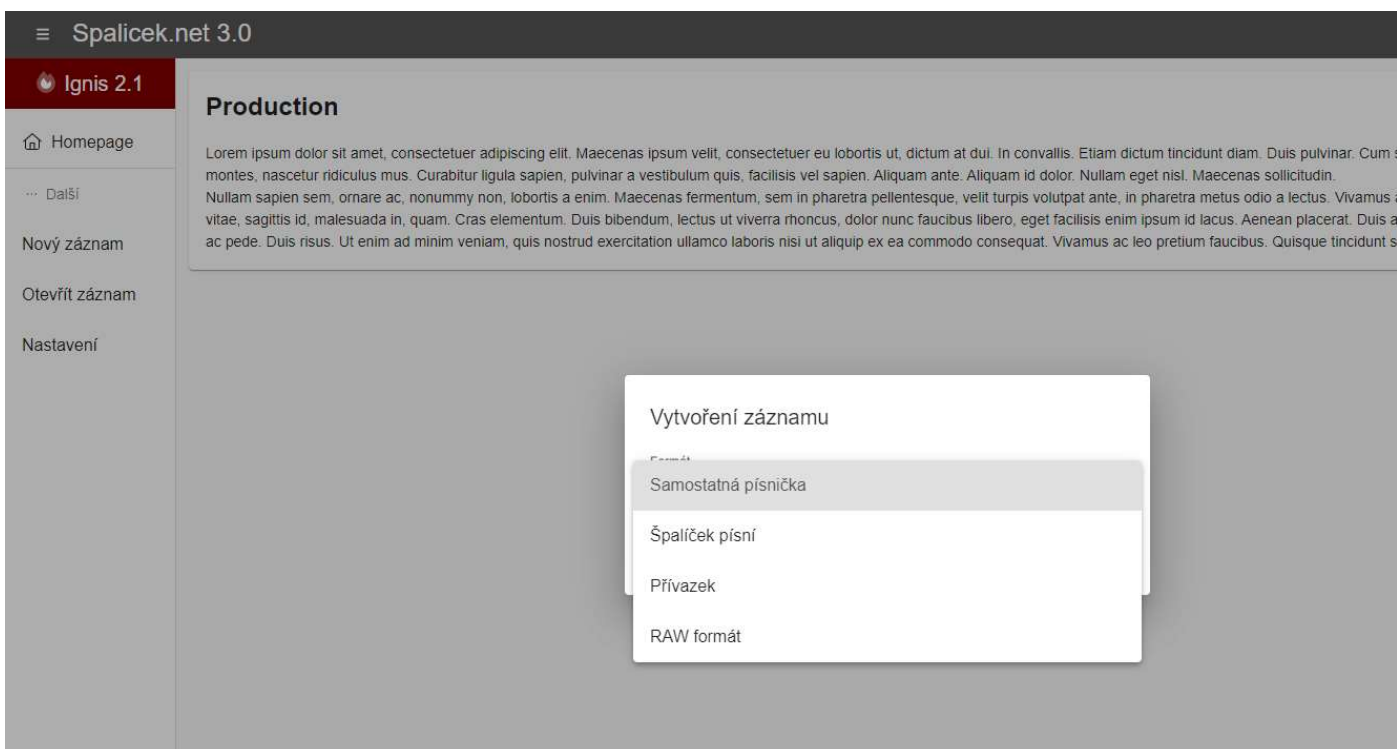 ≡ Spalicek.net 3.0
Ignis 2.1
Homepage
··· Další
Nový záznam
Otevřít záznam
Nastavení
Production
Lorem ipsum dolor sit amet, consectetuer adipiscing elit. Maecenas ipsum velit, consectetuer eu lobortis ut, dictum at dui. In convallis. Etiam dictum tincidunt diam. Duis pulvinar. Cum
montes, nascetur ridiculus mus. Curabitur ligula sapien, pulvinar a vestibulum quis, facilisis vel sapien. Aliquam ante. Aliquam id dolor. Nullam eget nisl. Maecenas sollicitudin.
Nullam sapien sem, ornare ac, nonummy non, lobortis a enim. Maecenas fermentum, sem in pharetra pellentesque, velit turpis volutpat ante, in pharetra metus odio a lectus. Vivamus
vitae, sagittis id, malesuada in, quam. Cras elementum. Duis bibendum, lectus ut viverra rhoncus, dolor nunc faucibus libero, eget facilisis enim ipsum id lacus. Aenean placerat. Duis a
ac pede. Duis risus. Ut enim ad minim veniam, quis nostrud exercitation ullamco laboris nisi ut aliquip ex ea commodo consequat. Vivamus ac leo pretium faucibus. Quisque tincidunt s
Vytvoření záznamu
Formát
Samostatná písnička
Špalíček písní
Přívazek
RAW formát